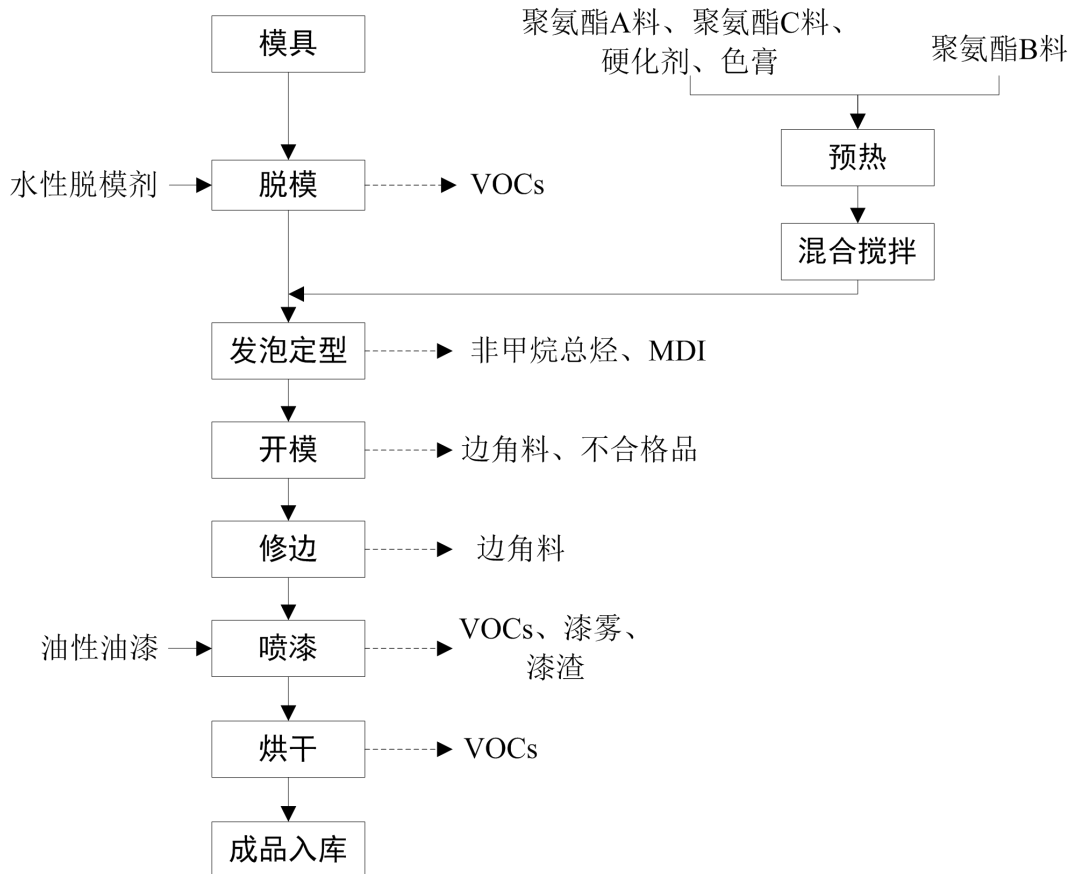 模具
聚氨酯A料、聚氨酯C料、
硬化剂、色膏
聚氨酯B料
预热
水性脱模剂
脱模
VOCs
混合搅拌
发泡定型
非甲烷总烃、MDI
开模
边角料、不合格品
修边
边角料
油性油漆
喷漆
VOCs、漆雾、
漆渣
烘干
VOCs
成品入库